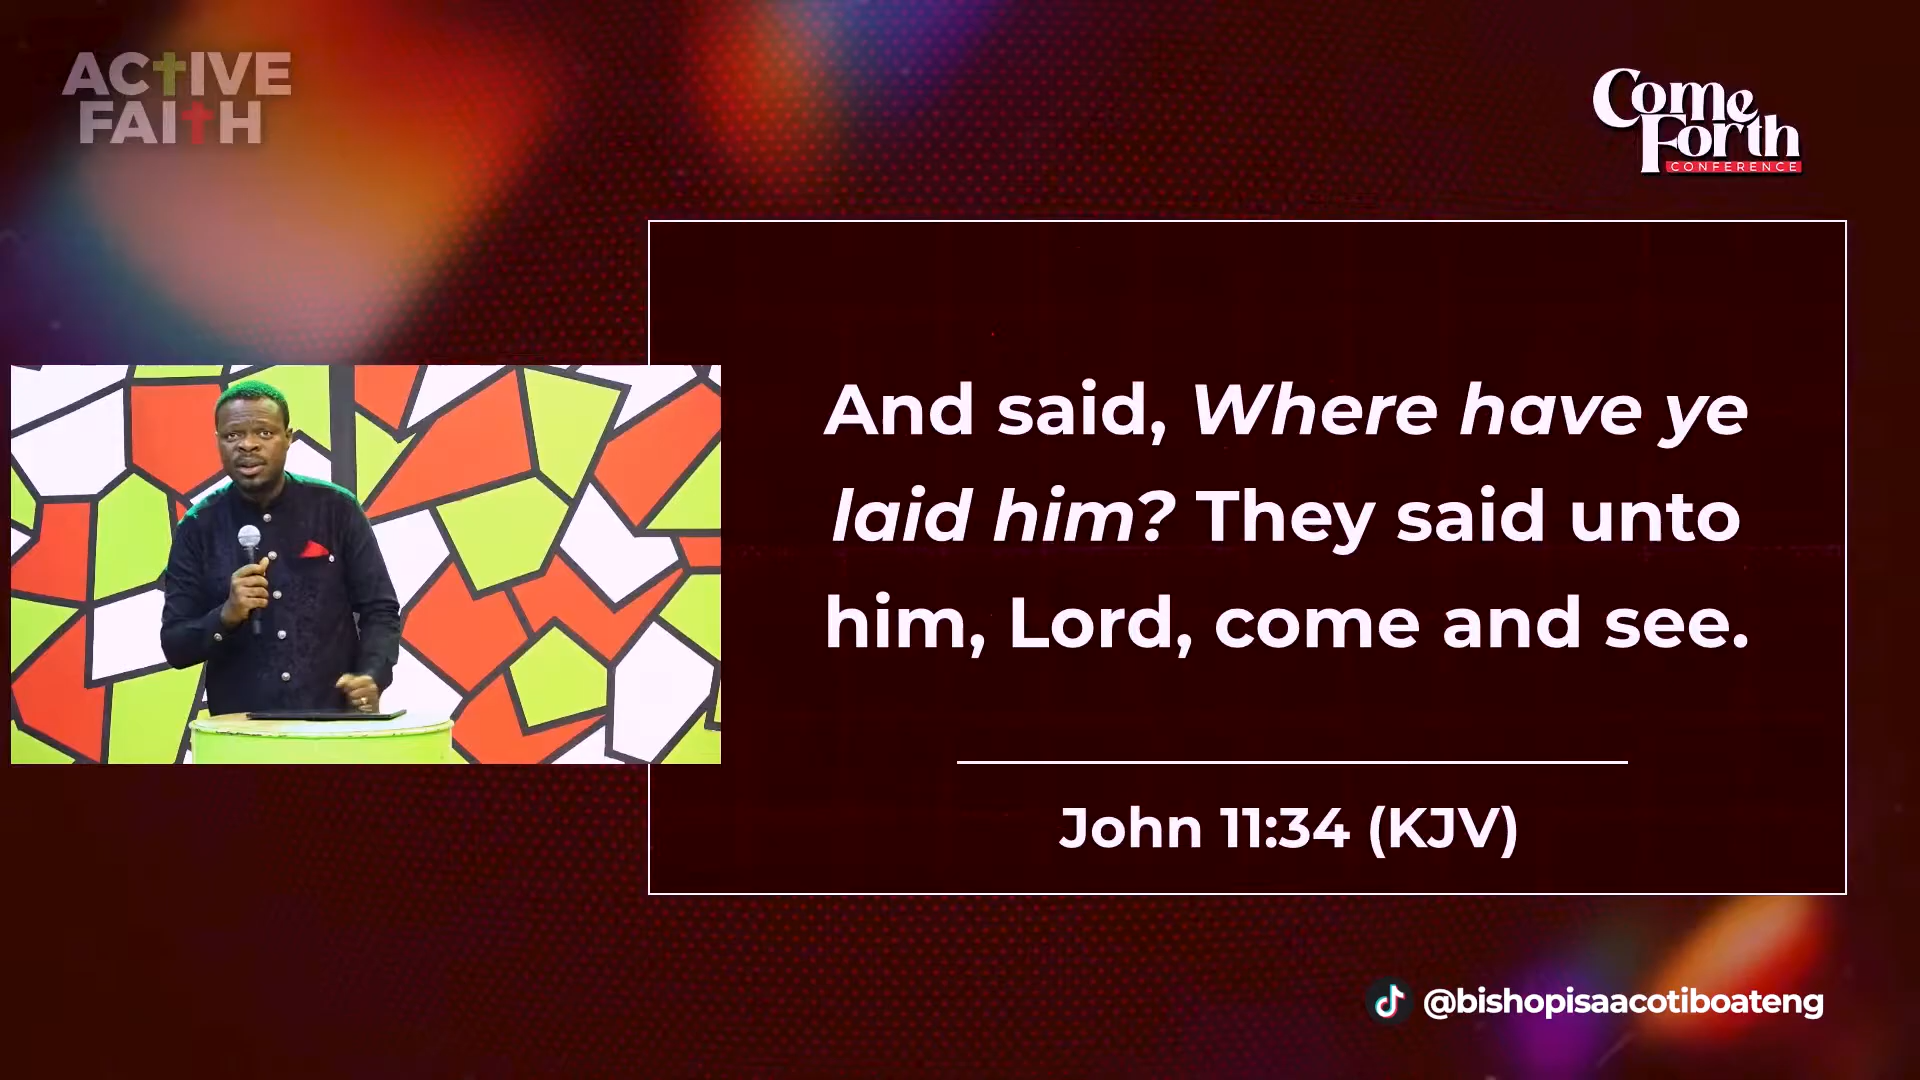 ACTIVE
FAITH
Come
Forth
CONFERENCE
And said, Where have ye
laid him? They said unto
him, Lord, come and see.
John 11:34 (KJV)
@bishopisaacotiboateng